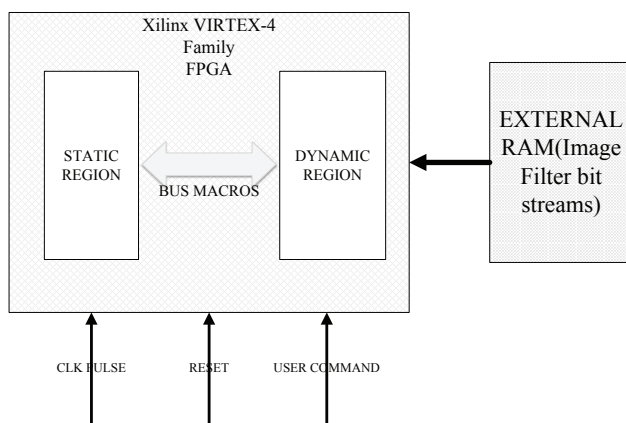 Xilinx VIRTEX-4
Family
FPGA
STATIC
REGION
BUS MACROS
DYNAMIC
REGION
EXTERNAL
RAM(Image
Filter bit
streams)
CLK PULSE
RESET
USER COMMAND